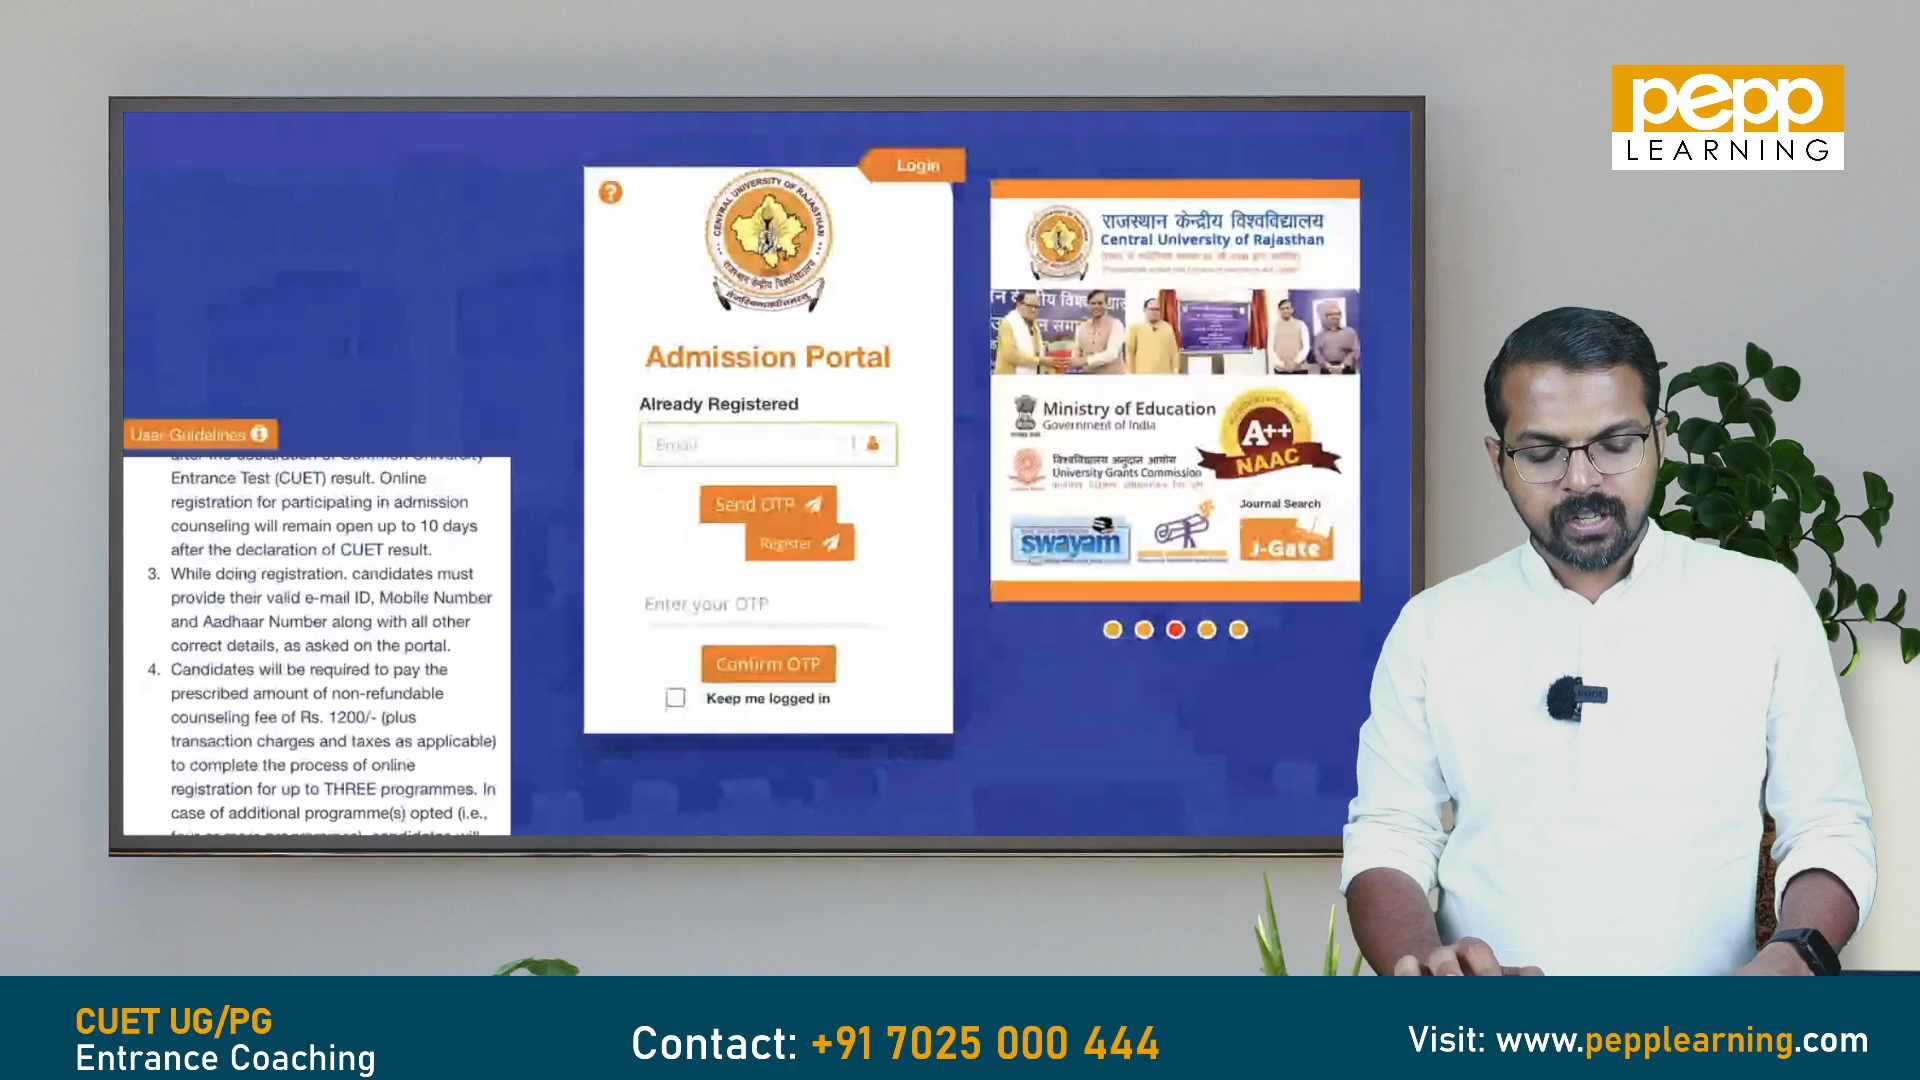 pepp
LEARNING
Login
?
CENTRAL UNIVERSITY OF RAJASTHAN
राजस्थान केन्द्रीय विश्वविद्यालय
Admission Portal
Already Registered
Email
Send OTP
Register
Enter your OTP
Confirm OTP
Keep me logged in
User Guidelines
Entrance Test (CUET) result. Online
registration for participating in admission
counseling will remain open up to 10 days
after the declaration of CUET result.
3. While doing registration, candidates must
provide their valid e-mail ID, Mobile Number
and Aadhaar Number along with all other
correct details, as asked on the portal.
4. Candidates will be required to pay the
prescribed amount of non-refundable
counseling fee of Rs. 1200/- (plus
transaction charges and taxes as applicable)
to complete the process of online
registration for up to THREE programmes. In
case of additional programme(s) opted (i.e.,
राजस्थान केन्द्रीय विश्वविद्यालय
Central University of Rajasthan
Ministry of Education
Government of India
A++
NAAC
विश्वविद्यालय अनुदान आयोग
University Grants Commission
swayam
Journal Search
J-Gate
RODE
CUET UG/PG
Entrance Coaching
Contact: +91 7025 000 444
Visit: www.pepplearning.com